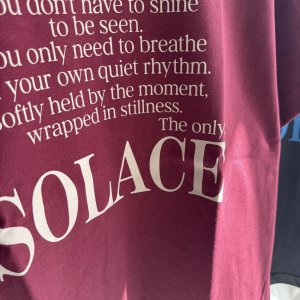 ou don't have to shine
to be seen.
ou only need to breathe
your own quiet rhythm.
oftly held by the moment,
wrapped in stillness.
The only
SOLACE